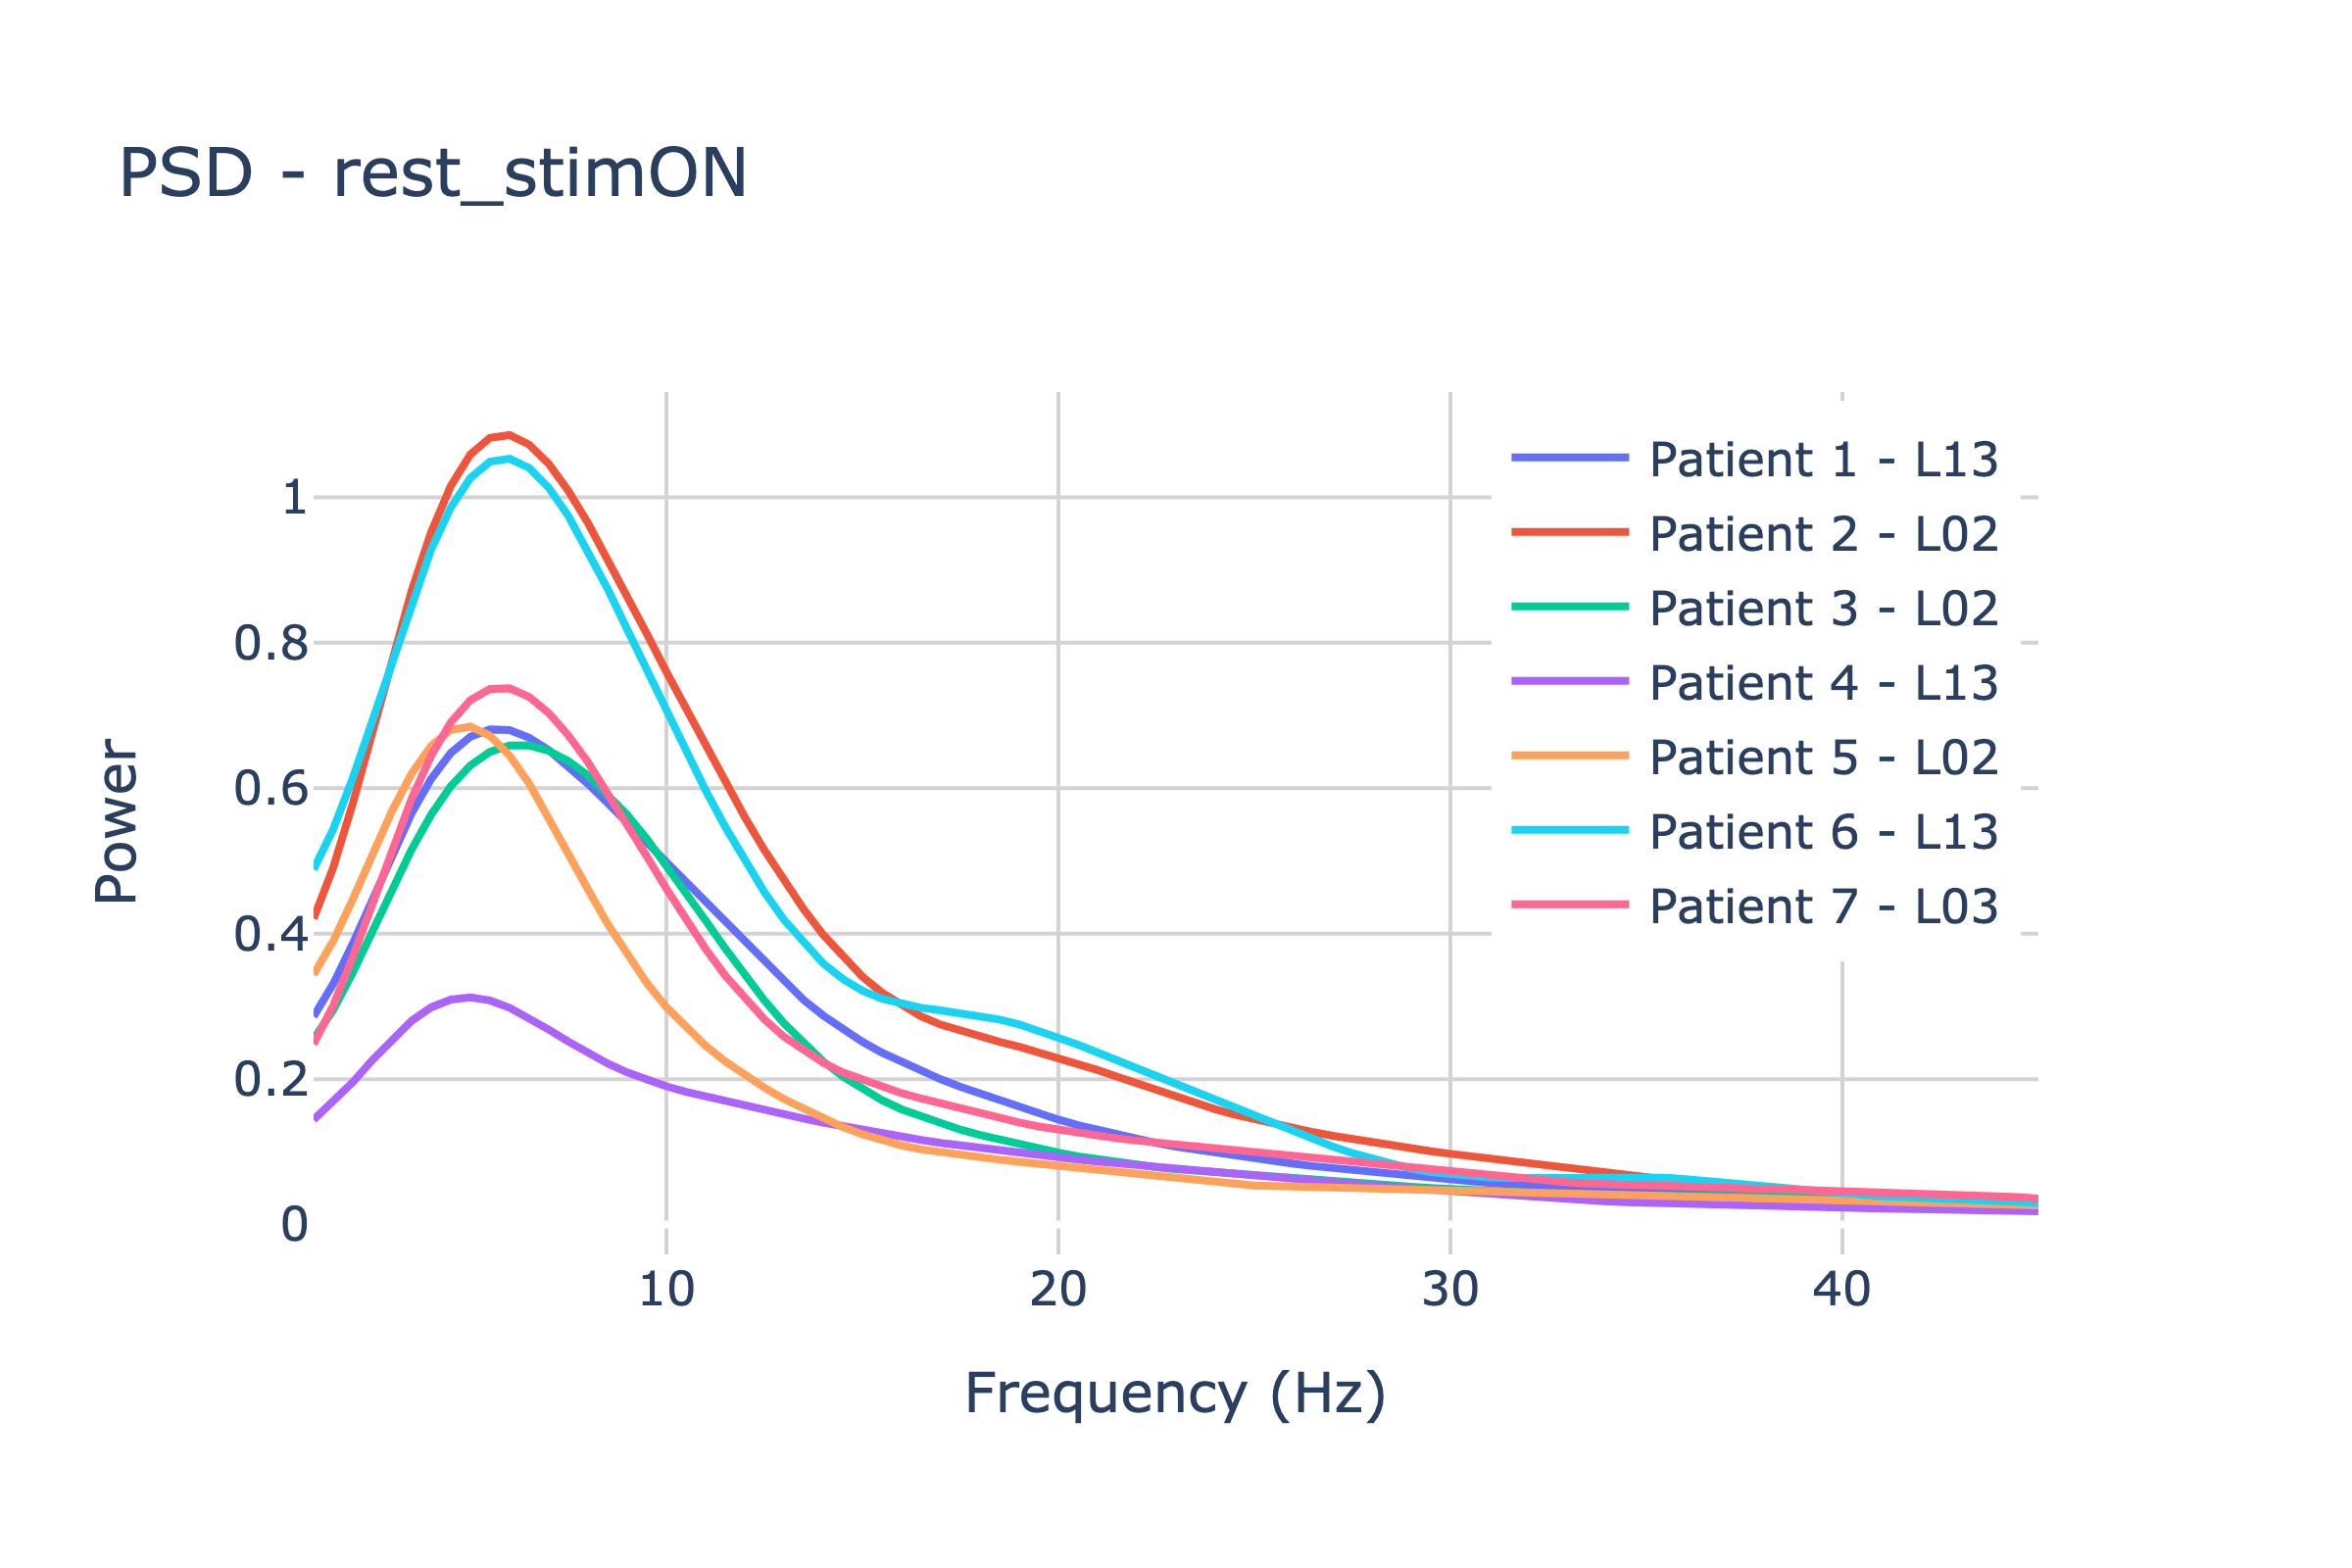 PSD - rest_stimON
Power
1
0.8
0.6
0.4
0.2
0
10
20
30
40
Frequency (Hz)
Patient 1 - L13
Patient 2 - L02
Patient 3 - L02
Patient 4 - L13
Patient 5 - L02
Patient 6 - L13
Patient 7 - L03